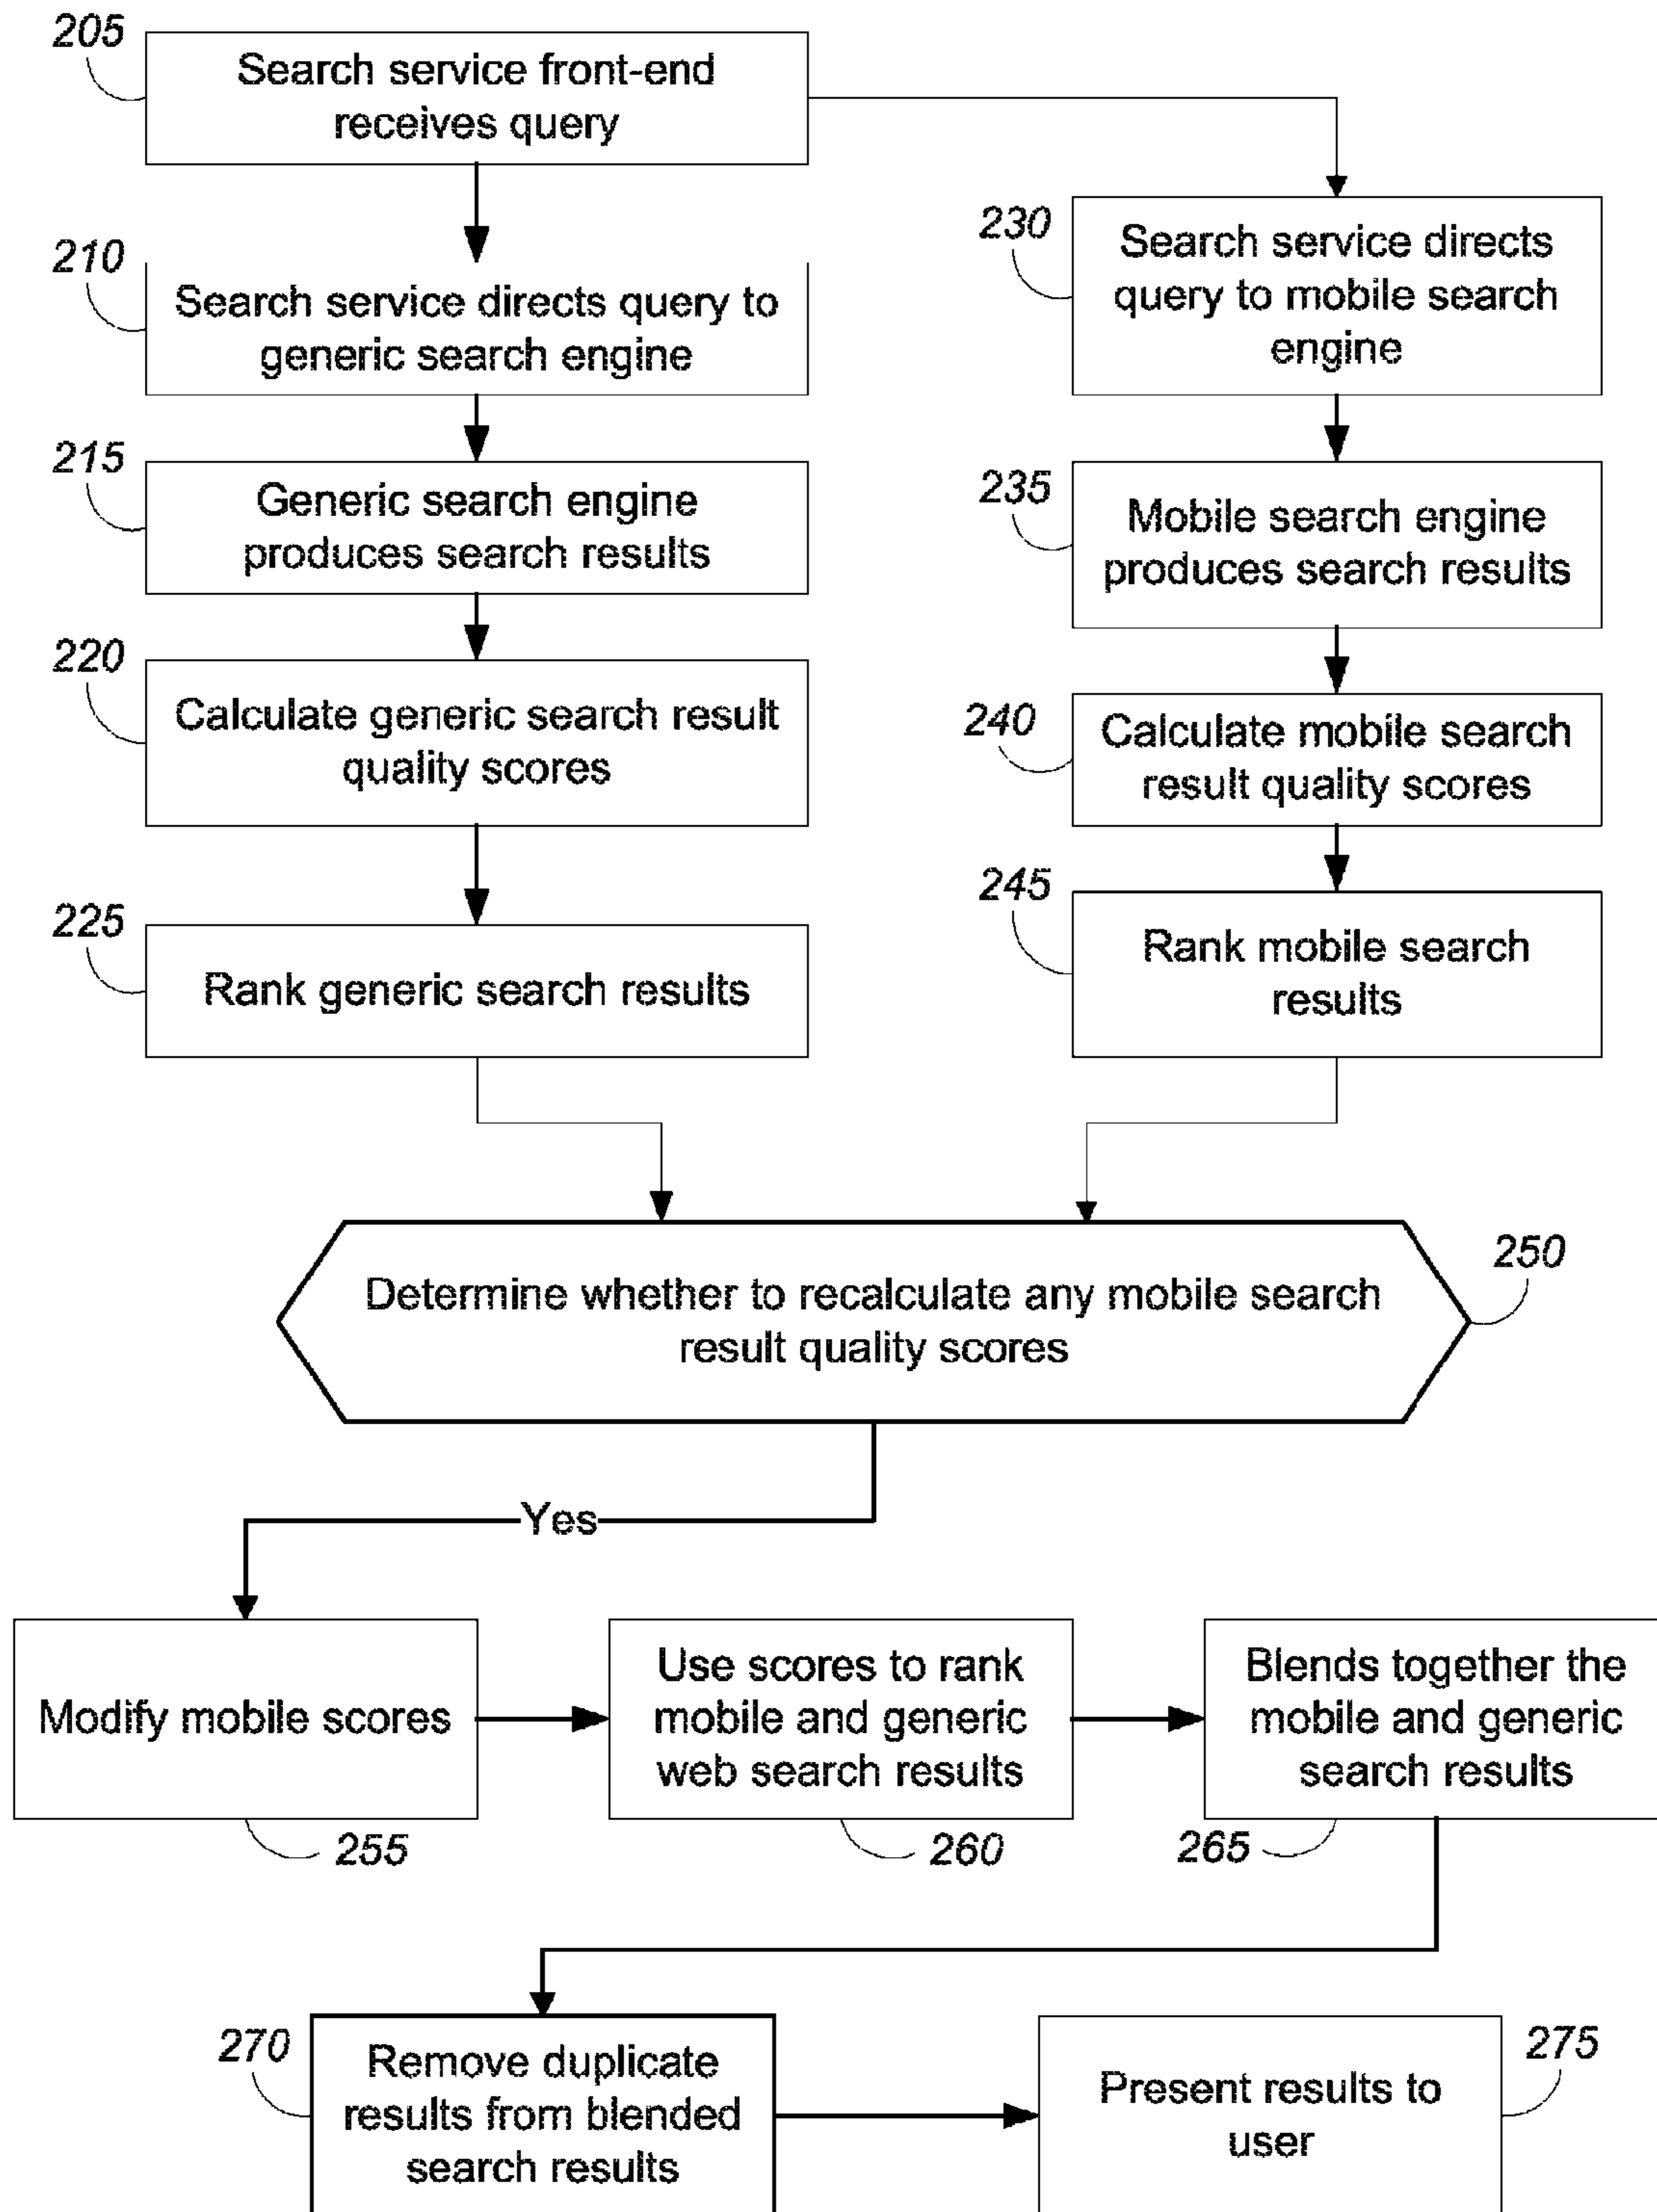 205
Search service front-end
receives query
210
Search service directs query to
generic search engine
215
Generic search engine
produces search results
220
Calculate generic search result
quality scores
225
Rank generic search results
230
Search service directs
query to mobile search
engine
235
Mobile search engine
produces search results
240
Calculate mobile search
result quality scores
245
Rank mobile search
results
250
Determine whether to recalculate any mobile search
result quality scores
Yes
Modify mobile scores
255
Use scores to rank
mobile and generic
web search results
260
Blends together the
mobile and generic
search results
265
270
Remove duplicate
results from blended
search results
275
Present results to
user